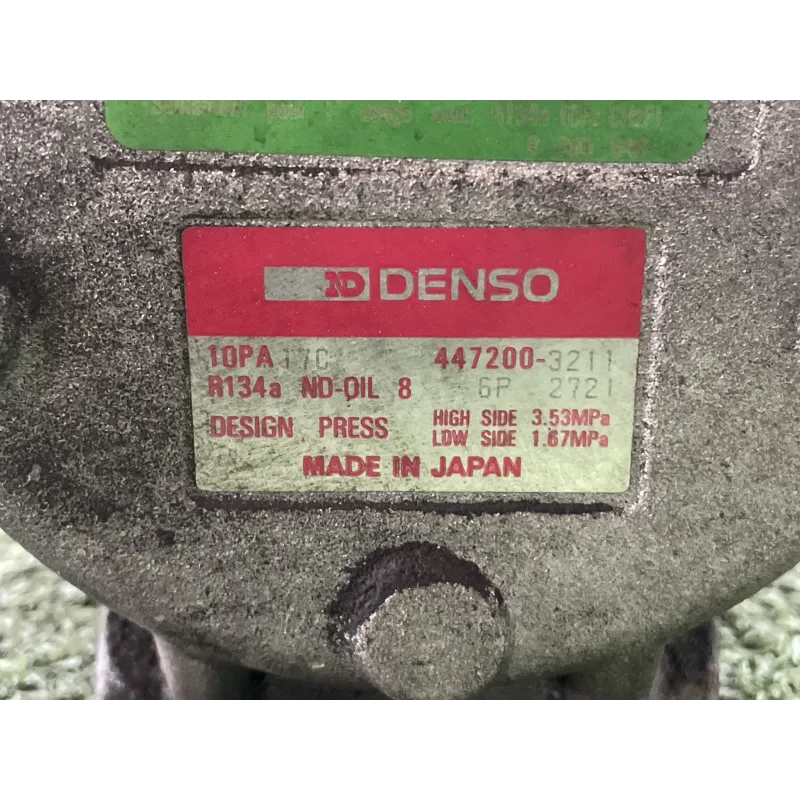 ND DENSO
10PA17C 447200-3211
R134a ND-OIL 8 6P 2721
DESIGN PRESS HIGH SIDE 3.53MPa
LOW SIDE 1.67MPa
MADE IN JAPAN